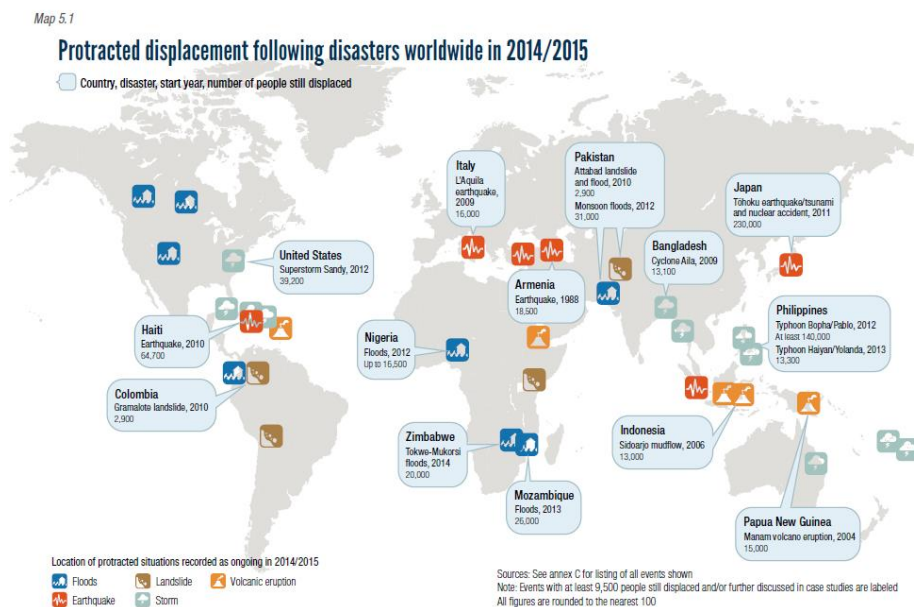 Map 5.1
Protracted displacement following disasters worldwide in 2014/2015
Country, disaster, start year, number of people still displaced
Italy
L'Aquila
earthquake,
2009
16,000
Pakistan
Attabad landslide
and flood, 2010
2,900
Monsoon floods, 2012
31,000
Japan
Tōhoku earthquake/tsunami
and nuclear accident, 2011
230,000
United States
Superstorm Sandy, 2012
39,200
Bangladesh
Cyclone Aila, 2009
13,100
Armenia
Earthquake, 1988
18,500
Philippines
Typhoon Bopha/Pablo, 2012
At least 140,000
Typhoon Haiyan/Yolanda, 2013
13,300
Haiti
Earthquake, 2010
64,700
Nigeria
Floods, 2012
Up to 16,500
Colombia
Gramalote landslide, 2010
2,900
Zimbabwe
Tokwe-Mukorsi
floods, 2014
20,000
Indonesia
Sidoarjo mudflow, 2006
13,000
Mozambique
Floods, 2013
26,000
Papua New Guinea
Manam volcano eruption, 2004
15,000
Location of protracted situations recorded as ongoing in 2014/2015
Floods
Landslide
Volcanic eruption
Earthquake
Storm
Sources: See annex C for listing of all events shown
Note: Events with at least 9,500 people still displaced and/or further discussed in case studies are labeled
All figures are rounded to the nearest 100